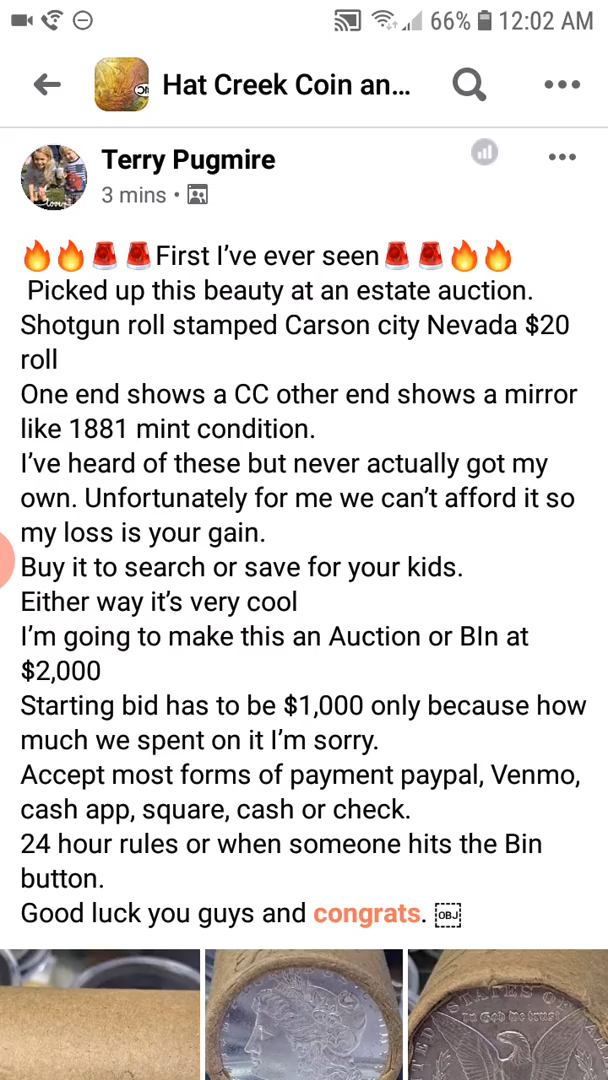 66% 12:02 AM
Hat Creek Coin an...
Terry Pugmire
3 mins •
🔥🔥🚨🚨First I've ever seen🚨🚨🔥🔥
Picked up this beauty at an estate auction.
Shotgun roll stamped Carson city Nevada $20
roll
One end shows a CC other end shows a mirror
like 1881 mint condition.
I've heard of these but never actually got my
own. Unfortunately for me we can't afford it so
my loss is your gain.
Buy it to search or save for your kids.
Either way it's very cool
I'm going to make this an Auction or BIn at
$2,000
Starting bid has to be $1,000 only because how
much we spent on it I'm sorry.
Accept most forms of payment paypal, Venmo,
cash app, square, cash or check.
24 hour rules or when someone hits the Bin
button.
Good luck you guys and congrats. OBJ
STATES OF
In God we trust